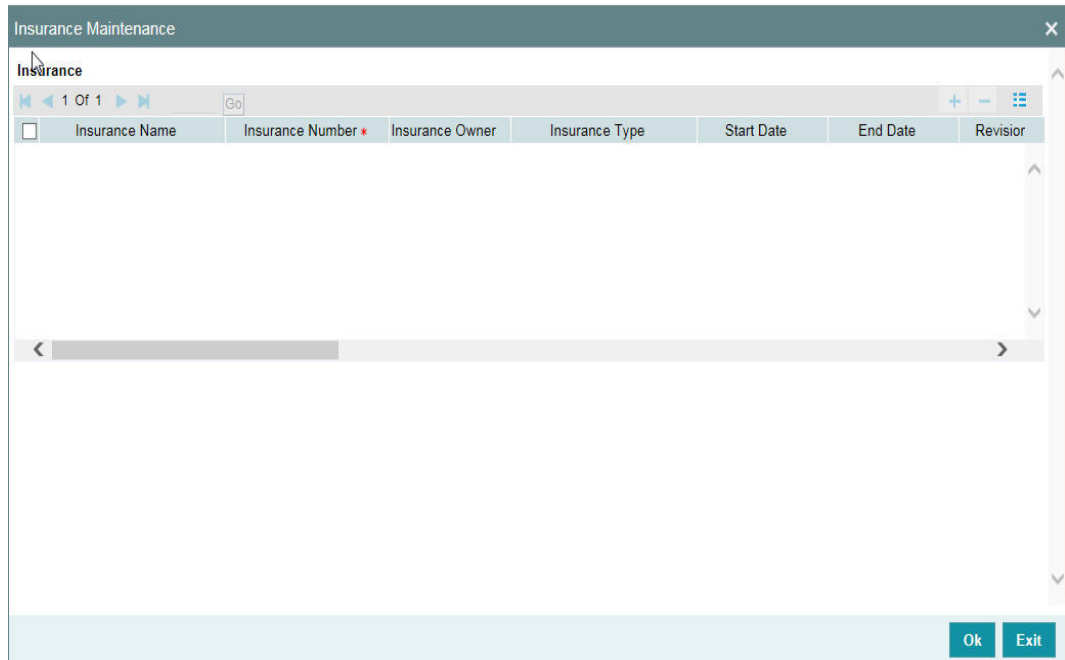 Insurance Maintenance
Insurance
1 Of 1 Go
Insurance Name Insurance Number * Insurance Owner Insurance Type Start Date End Date Revisior
Ok Exit